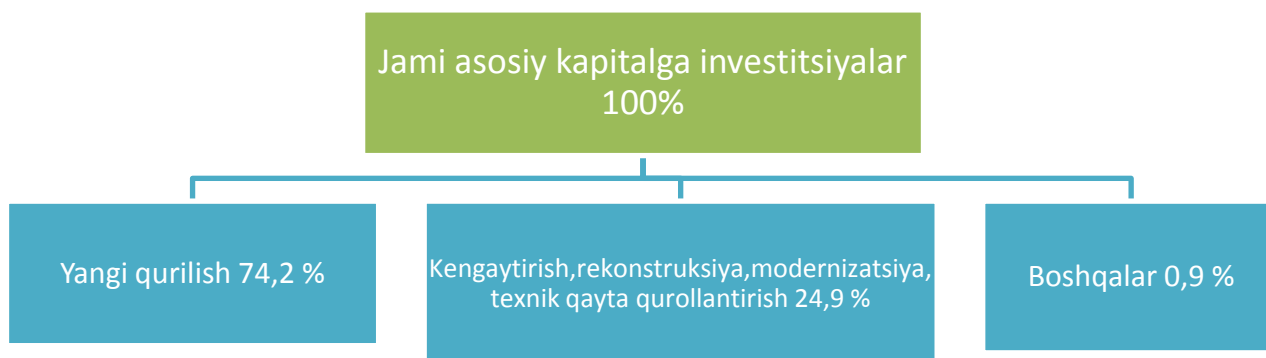 Jami asosiy kapitalga investitsiyalar
100%
Yangi qurilish 74,2 %
Kengaytirish,rekonstruksiya,modernizatsiya,
texnik qayta qurollantirish 24,9 %
Boshqalar 0,9 %